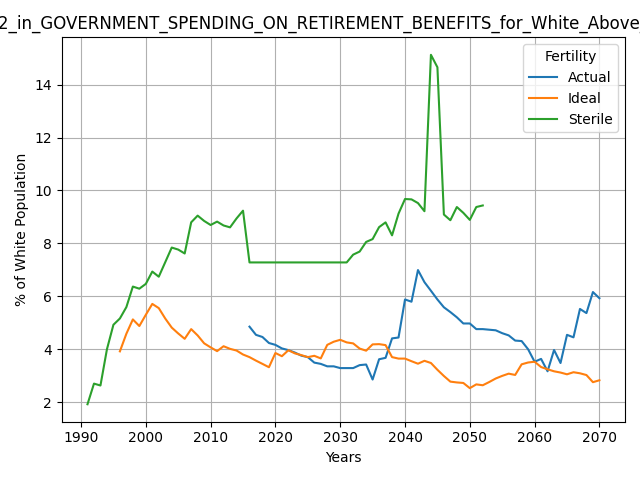 2_in_GOVERNMENT_SPENDING_ON_RETIREMENT_BENEFITS_for_White_Above_
Fertility
Actual
Ideal
Sterile
% of White Population
14
12
10
8
6
4
2
1990 2000 2010 2020 2030 2040 2050 2060 2070
Years